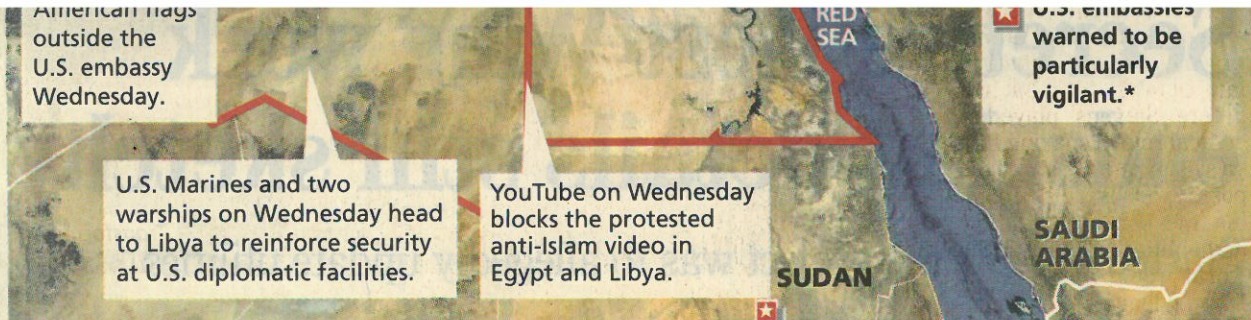 American flags
outside the
U.S. embassy
Wednesday.
U.S. Marines and two
warships on Wednesday head
to Libya to reinforce security
at U.S. diplomatic facilities.
YouTube on Wednesday
blocks the protested
anti-Islam video in
Egypt and Libya.
RED
SEA
U.S. embassies
warned to be
particularly
vigilant.*
SUDAN
SAUDI
ARABIA